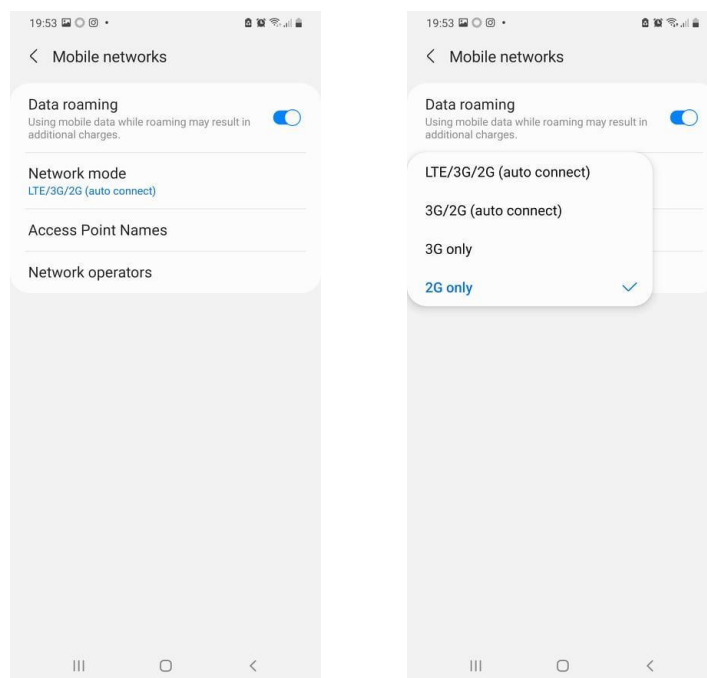 19:53
Mobile networks
Data roaming
Using mobile data while roaming may result in
additional charges.
Network mode
LTE/3G/2G (auto connect)
Access Point Names
Network operators
19:53
Mobile networks
Data roaming
Using mobile data while roaming may result in
additional charges.
LTE/3G/2G (auto connect)
3G/2G (auto connect)
3G only
2G only